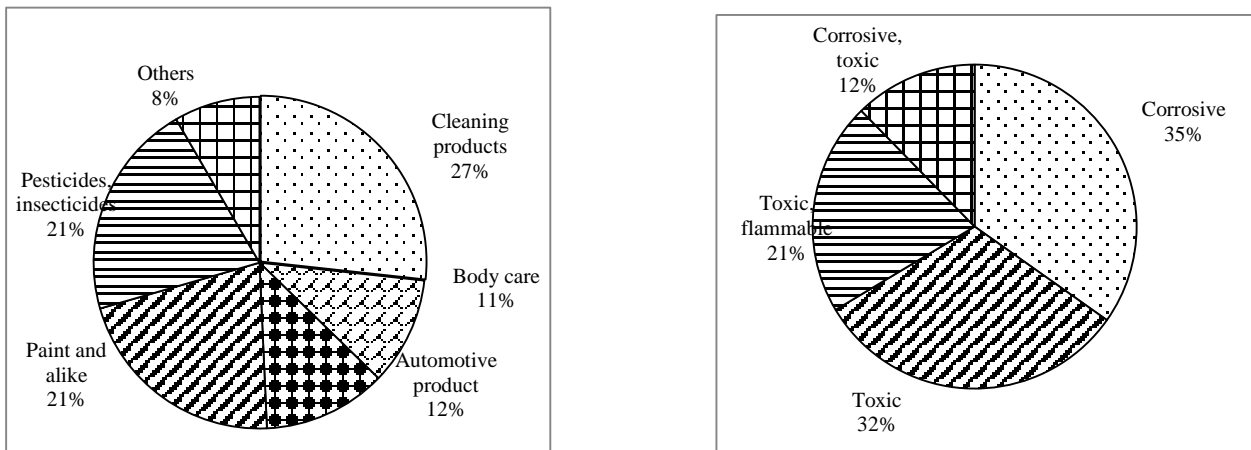 Others
8%
Cleaning
products
27%
Pesticides,
insecticides
21%
Body care
11%
Paint and
alike
21%
Automotive
product
12%
Corrosive,
toxic
12%
Corrosive
35%
Toxic,
flammable
21%
Toxic
32%